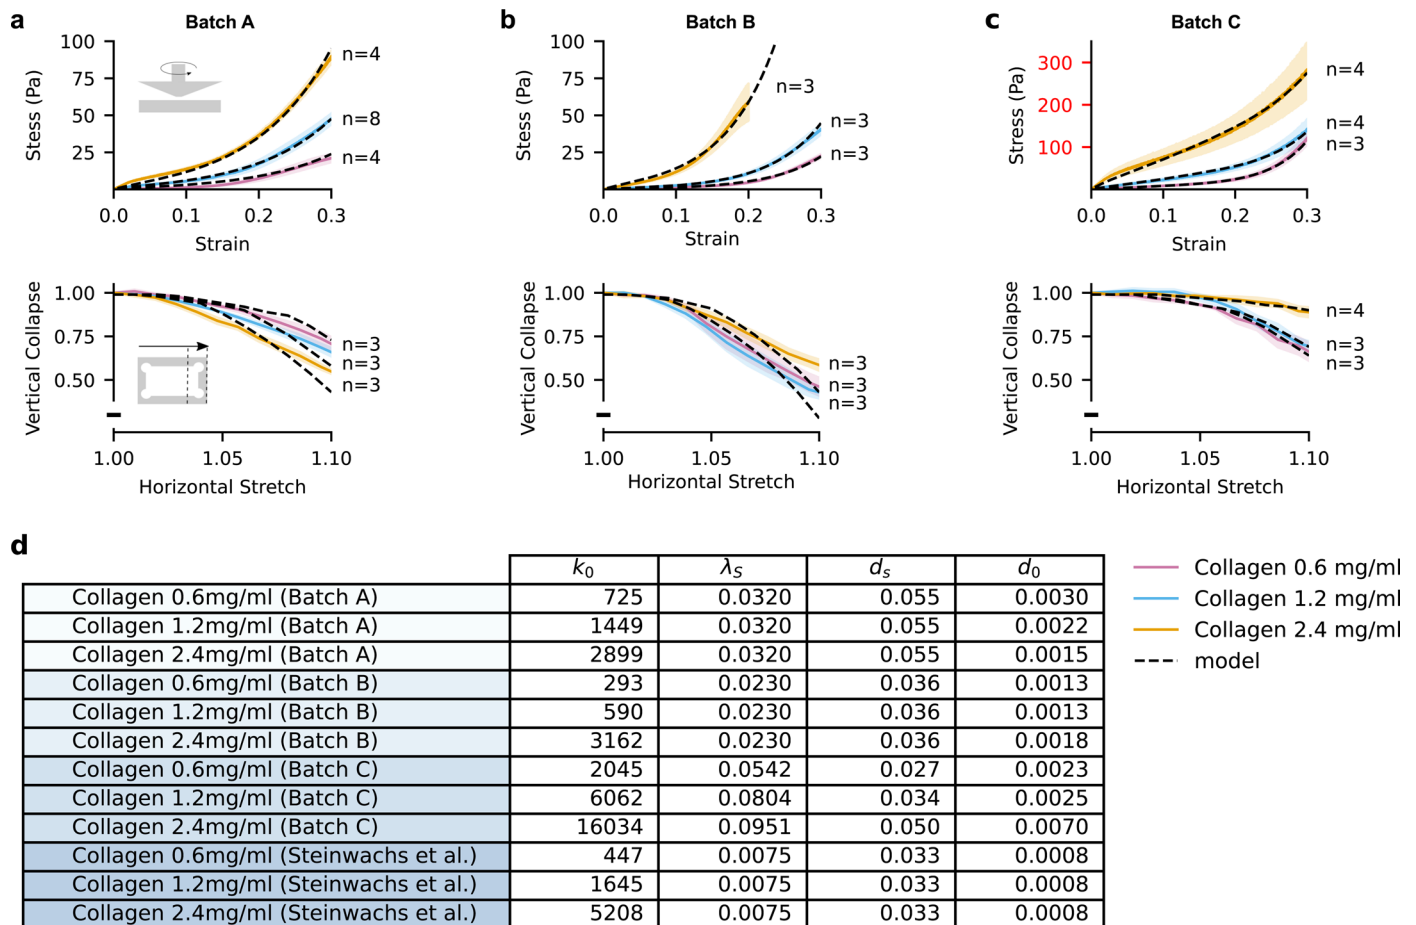 a
Batch A
Stess (Pa)
100
75
50
25
n=4
n=8
n=4
0.0 0.1 0.2 0.3
Strain
Vertical Collapse
1.00
0.75
0.50
n=3
n=3
n=3
1.00 1.05 1.10
Horizontal Stretch
b
Batch B
Stess (Pa)
100
75
50
25
n=3
n=3
n=3
0.0 0.1 0.2 0.3
Strain
Vertical Collapse
1.00
0.75
0.50
n=3
n=3
n=3
1.00 1.05 1.10
Horizontal Stretch
c
Batch C
Stress (Pa)
300
200
100
n=4
n=4
n=3
0.0 0.1 0.2 0.3
Strain
Vertical Collapse
1.00
0.75
0.50
n=4
n=3
n=3
1.00 1.05 1.10
Horizontal Stretch
d
k₀ λ_S d_s d₀
Collagen 0.6mg/ml (Batch A) 725 0.0320 0.055 0.0030
Collagen 1.2mg/ml (Batch A) 1449 0.0320 0.055 0.0022
Collagen 2.4mg/ml (Batch A) 2899 0.0320 0.055 0.0015
Collagen 0.6mg/ml (Batch B) 293 0.0230 0.036 0.0013
Collagen 1.2mg/ml (Batch B) 590 0.0230 0.036 0.0013
Collagen 2.4mg/ml (Batch B) 3162 0.0230 0.036 0.0018
Collagen 0.6mg/ml (Batch C) 2045 0.0542 0.027 0.0023
Collagen 1.2mg/ml (Batch C) 6062 0.0804 0.034 0.0025
Collagen 2.4mg/ml (Batch C) 16034 0.0951 0.050 0.0070
Collagen 0.6mg/ml (Steinwachs et al.) 447 0.0075 0.033 0.0008
Collagen 1.2mg/ml (Steinwachs et al.) 1645 0.0075 0.033 0.0008
Collagen 2.4mg/ml (Steinwachs et al.) 5208 0.0075 0.033 0.0008
Collagen 0.6 mg/ml
Collagen 1.2 mg/ml
Collagen 2.4 mg/ml
model